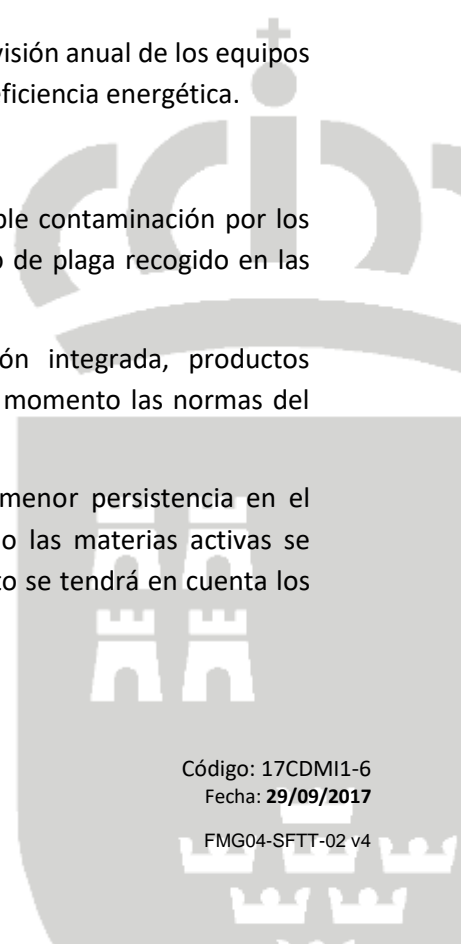 visión anual de los equipos
eficiencia energética.
ble contaminación por los
o de plaga recogido en las
ón integrada, productos
momento las normas del
menor persistencia en el
o las materias activas se
to se tendrá en cuenta los
Código: 17CDMI1-6
Fecha: 29/09/2017
FMG04-SFTT-02 v4